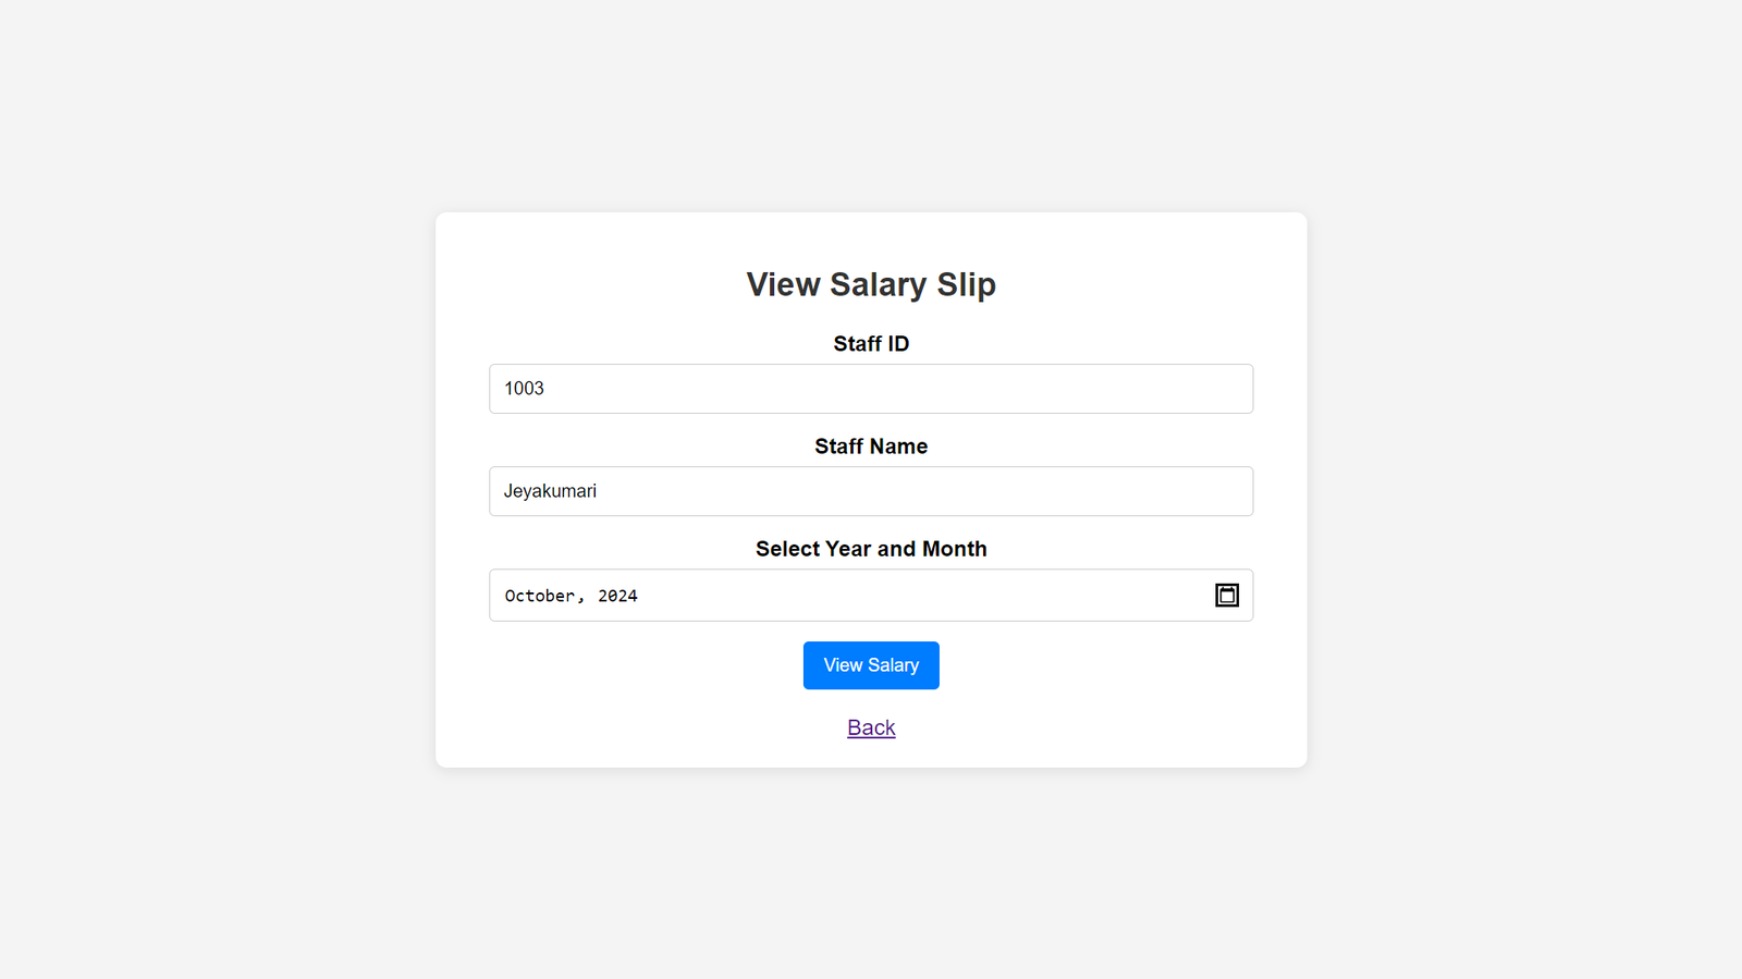 View Salary Slip
Staff ID
1003
Staff Name
Jeyakumari
Select Year and Month
October, 2024
View Salary
Back